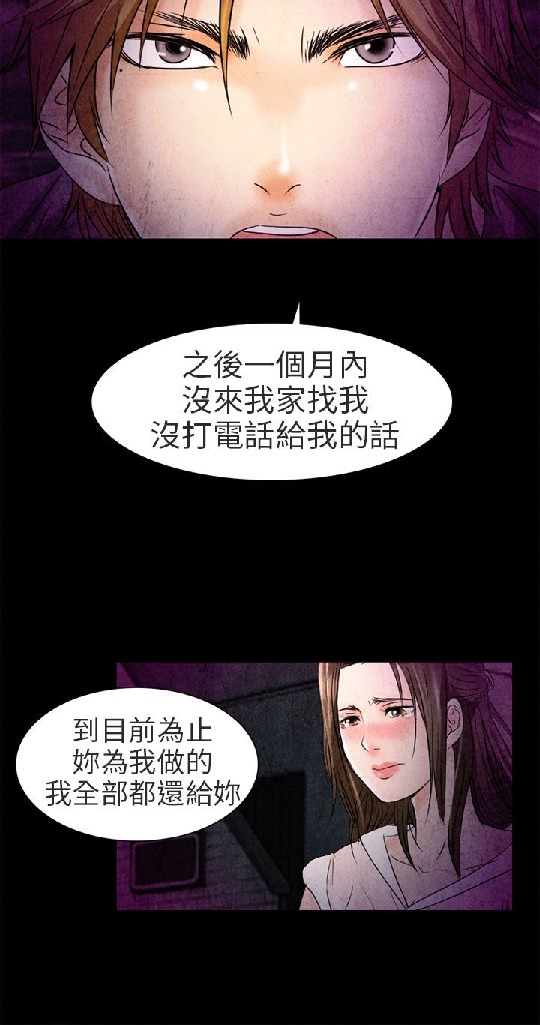 之後一個月內
沒來我家找我
沒打電話給我的話
到目前為止
妳為我做的
我全部都還給妳